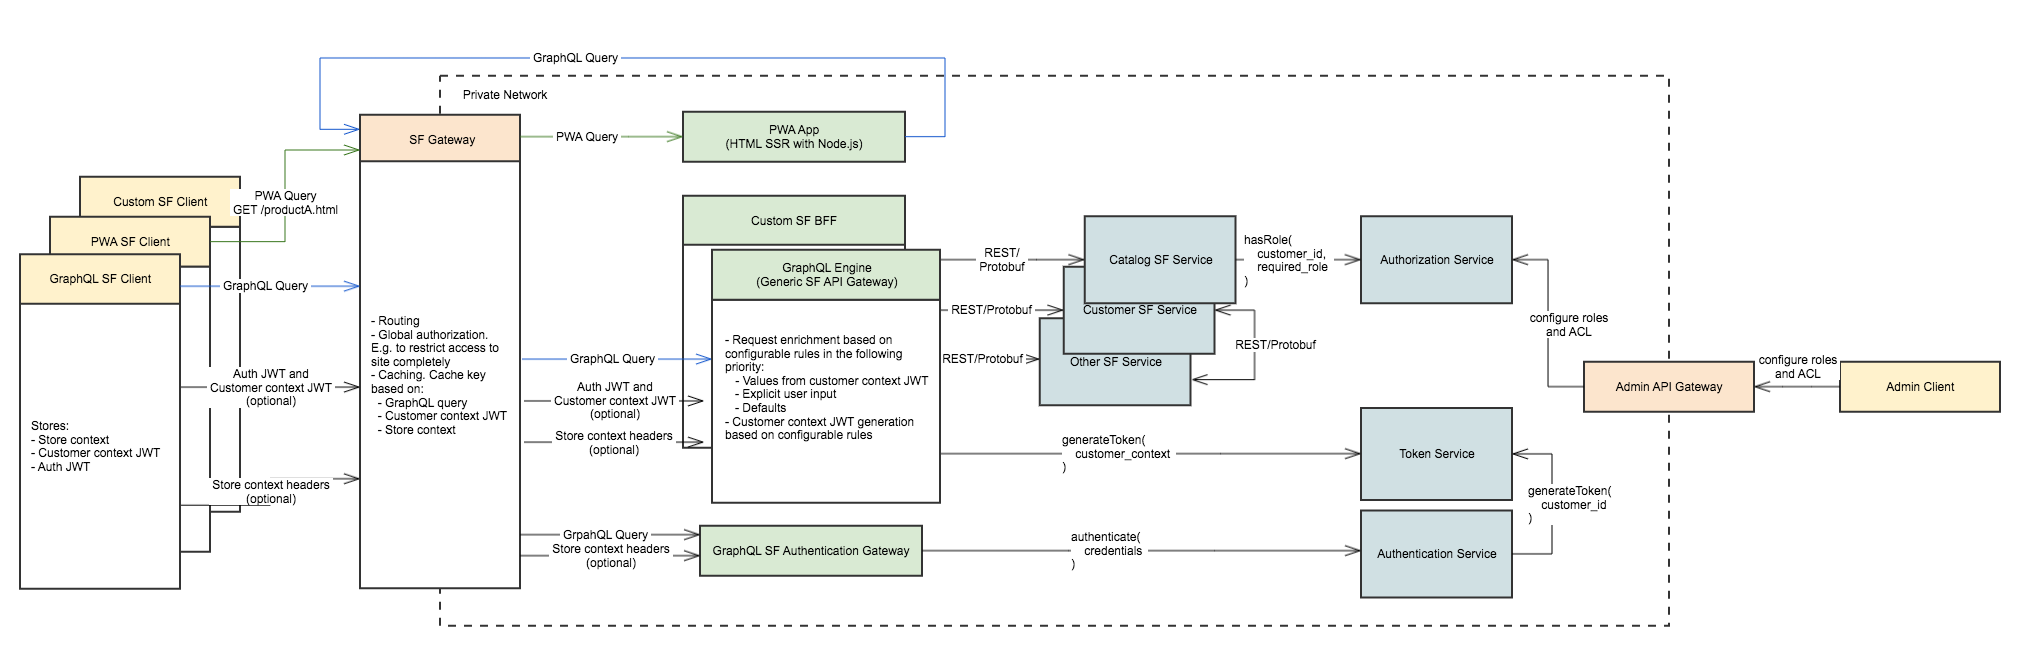 GraphQL Query
Private Network
SF Gateway
PWA Query
PWA App
(HTML SSR with Node.js)
Custom SF Client
PWA Query
GET /productA.html
PWA SF Client
GraphQL SF Client
GraphQL Query
Stores:
- Store context
- Customer context JWT
- Auth JWT
Auth JWT and
Customer context JWT
(optional)
Store context headers
(optional)
- Routing
- Global authorization.
E.g. to restrict access to
site completely
- Caching. Cache key
based on:
- GraphQL query
- Customer context JWT
- Store context
GraphQL Query
Auth JWT and
Customer context JWT
(optional)
Store context headers
(optional)
GrpahQL Query
Store context headers
(optional)
Custom SF BFF
GraphQL Engine
(Generic SF API Gateway)
- Request enrichment based on
configurable rules in the following
priority:
- Values from customer context JWT
- Explicit user input
- Defaults
- Customer context JWT generation
based on configurable rules
GraphQL SF Authentication Gateway
REST/
Protobuf
REST/Protobuf
REST/Protobuf
Catalog SF Service
Customer SF Service
Other SF Service
REST/Protobuf
hasRole(
customer_id,
required_role
)
Authorization Service
generateToken(
customer_context
)
Token Service
authenticate(
credentials
)
Authentication Service
generateToken(
customer_id
)
configure roles
and ACL
Admin API Gateway
configure roles
and ACL
Admin Client